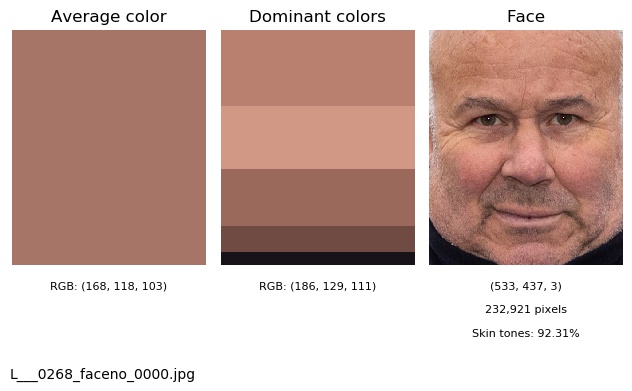 Average color
Dominant colors
Face
RGB: (168, 118, 103)
RGB: (186, 129, 111)
(533, 437, 3)
232,921 pixels
Skin tones: 92.31%
L___0268_faceno_0000.jpg